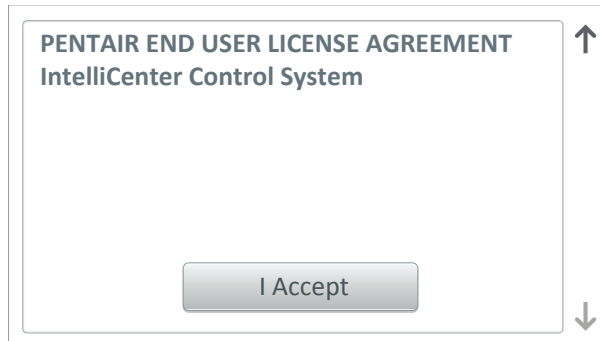 PENTAIR END USER LICENSE AGREEMENT
IntelliCenter Control System
I Accept